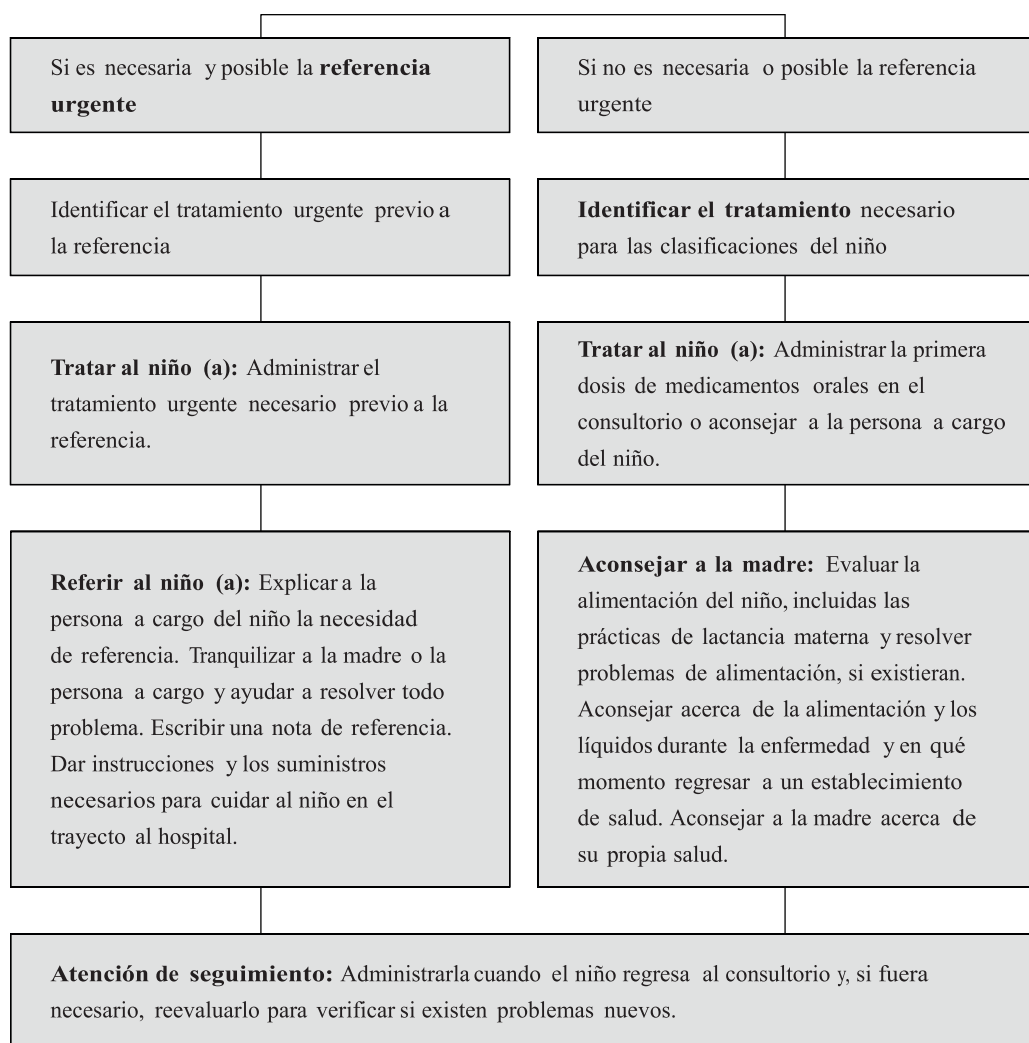 Si es necesaria y posible la referencia
urgente
Si no es necesaria o posible la referencia
urgente
Identificar el tratamiento urgente previo a
la referencia
Identificar el tratamiento necesario
para las clasificaciones del niño
Tratar al niño (a): Administrar el
tratamiento urgente necesario previo a la
referencia.
Tratar al niño (a): Administrar la primera
dosis de medicamentos orales en el
consultorio o aconsejar a la persona a cargo
del niño.
Referir al niño (a): Explicar a la
persona a cargo del niño la necesidad
de referencia. Tranquilizar a la madre o la
persona a cargo y ayudar a resolver todo
problema. Escribir una nota de referencia.
Dar instrucciones y los suministros
necesarios para cuidar al niño en el
trayecto al hospital.
Aconsejar a la madre: Evaluar la
alimentación del niño, incluidas las
prácticas de lactancia materna y resolver
problemas de alimentación, si existieran.
Aconsejar acerca de la alimentación y los
líquidos durante la enfermedad y en qué
momento regresar a un establecimiento
de salud. Aconsejar a la madre acerca de
su propia salud.
Atención de seguimiento: Administrarla cuando el niño regresa al consultorio y, si fuera
necesario, reevaluarlo para verificar si existen problemas nuevos.